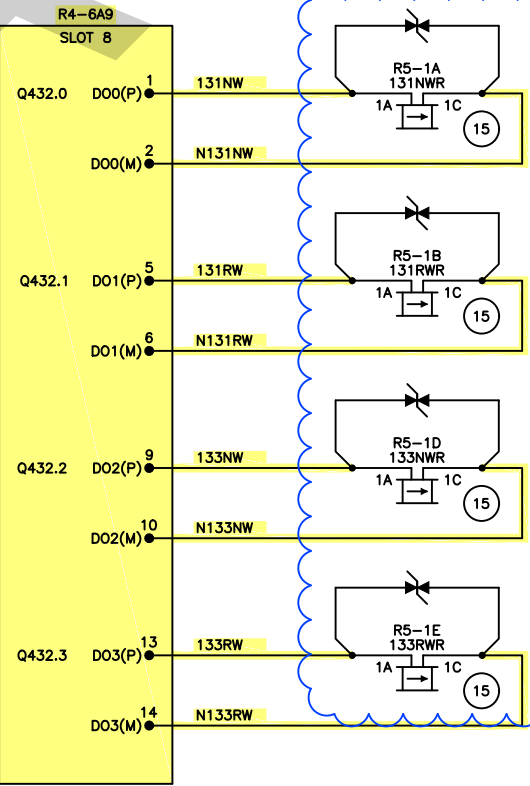 R4-6A9
SLOT 8
Q432.0 DO0(P) 1 131NW R5-1A
131NWR
1A 1C
15
DO0(M) 2 N131NW
Q432.1 DO1(P) 5 131RW R5-1B
131RWR
1A 1C
15
DO1(M) 6 N131RW
Q432.2 DO2(P) 9 133NW R5-1D
133NWR
1A 1C
15
DO2(M) 10 N133NW
Q432.3 DO3(P) 13 133RW R5-1E
133RWR
1A 1C
15
DO3(M) 14 N133RW